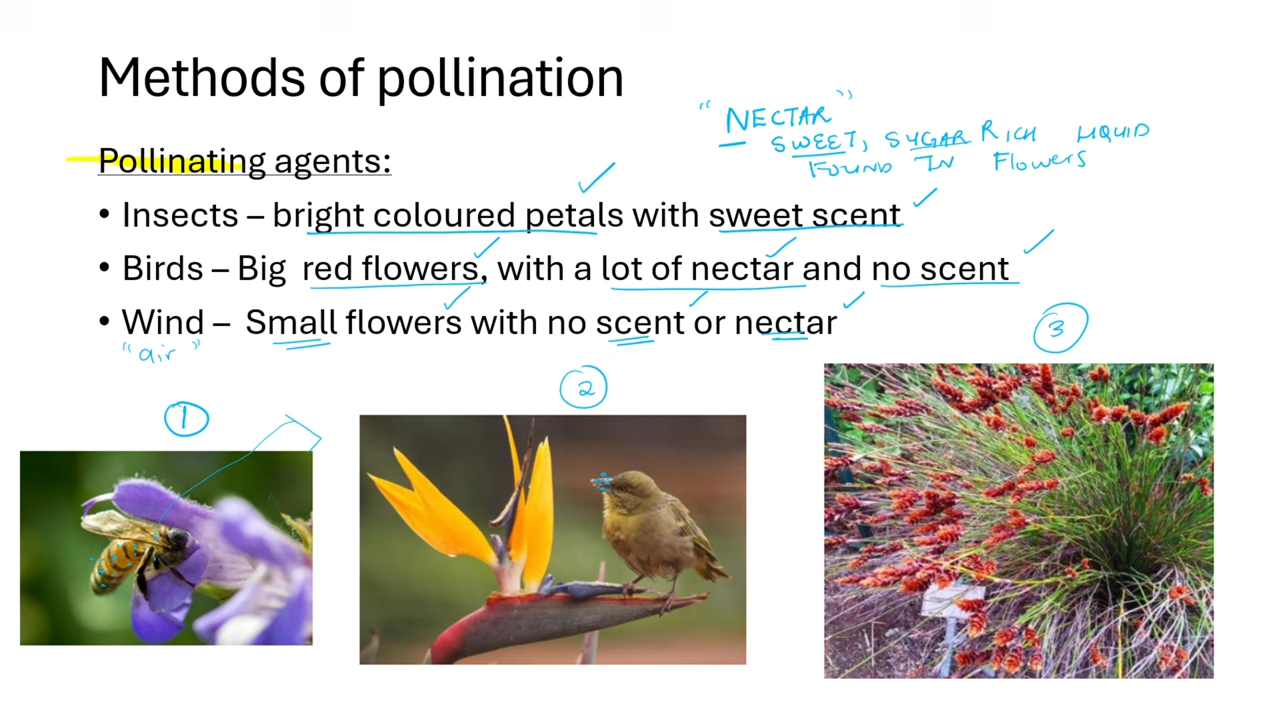 Methods of pollination
"NECTAR"
SWEET, SUGAR RICH LIQUID
FOUND IN Flowers
Pollinating agents:
• Insects – bright coloured petals with sweet scent
• Birds – Big red flowers, with a lot of nectar and no scent
• Wind – Small flowers with no scent or nectar
"air"
1
2
3